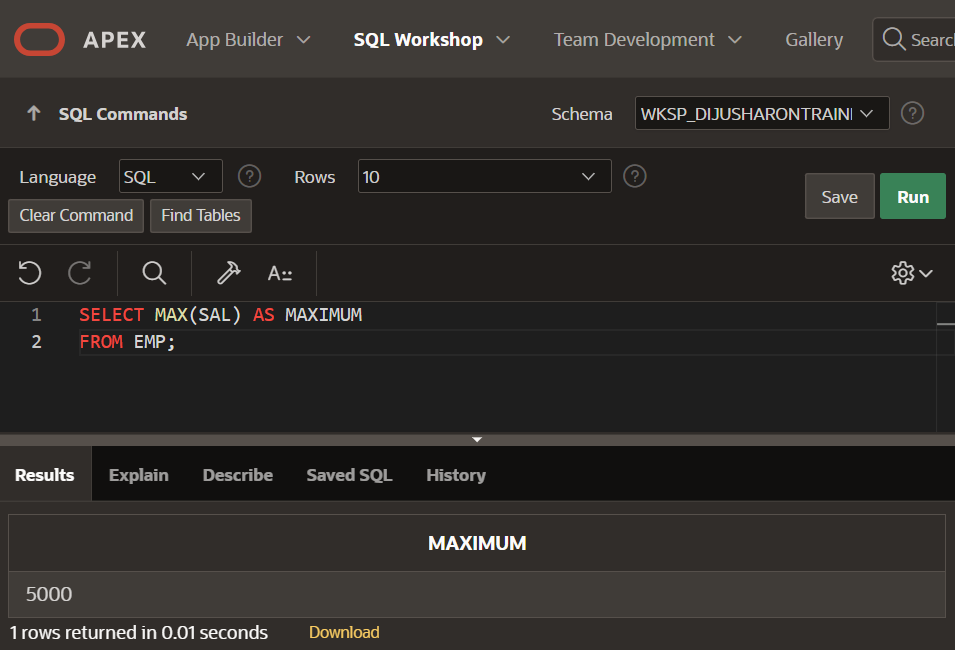 APEX App Builder SQL Workshop Team Development Gallery Search
SQL Commands Schema WKSP_DIJUSHARONTRAINI
Language SQL ? Rows 10 ?
Clear Command Find Tables Save Run
A::
1 SELECT MAX(SAL) AS MAXIMUM
2 FROM EMP;
Results Explain Describe Saved SQL History
MAXIMUM
5000
1 rows returned in 0.01 seconds Download